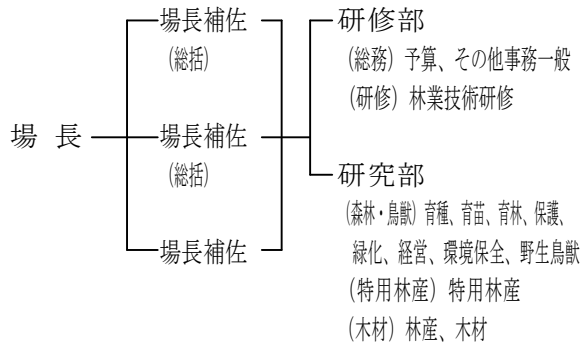 場長
場長補佐
(総括)
場長補佐
(総括)
場長補佐
研修部
(総務) 予算、その他事務一般
(研修) 林業技術研修
研究部
(森林・鳥獣) 育種、育苗、育林、保護、
緑化、経営、環境保全、野生鳥獣
(特用林産) 特用林産
(木材) 林産、木材